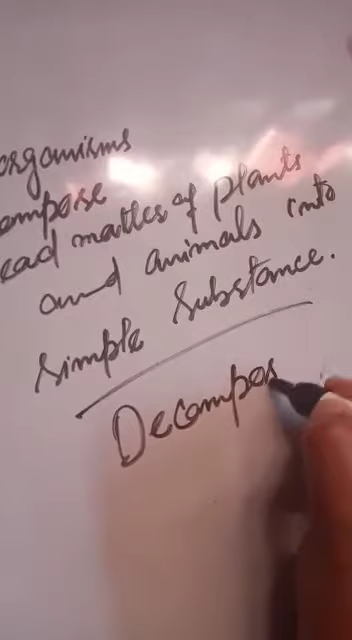 organisms
ompose
ead matter of plants
and animals into
simple substance.
Decompos